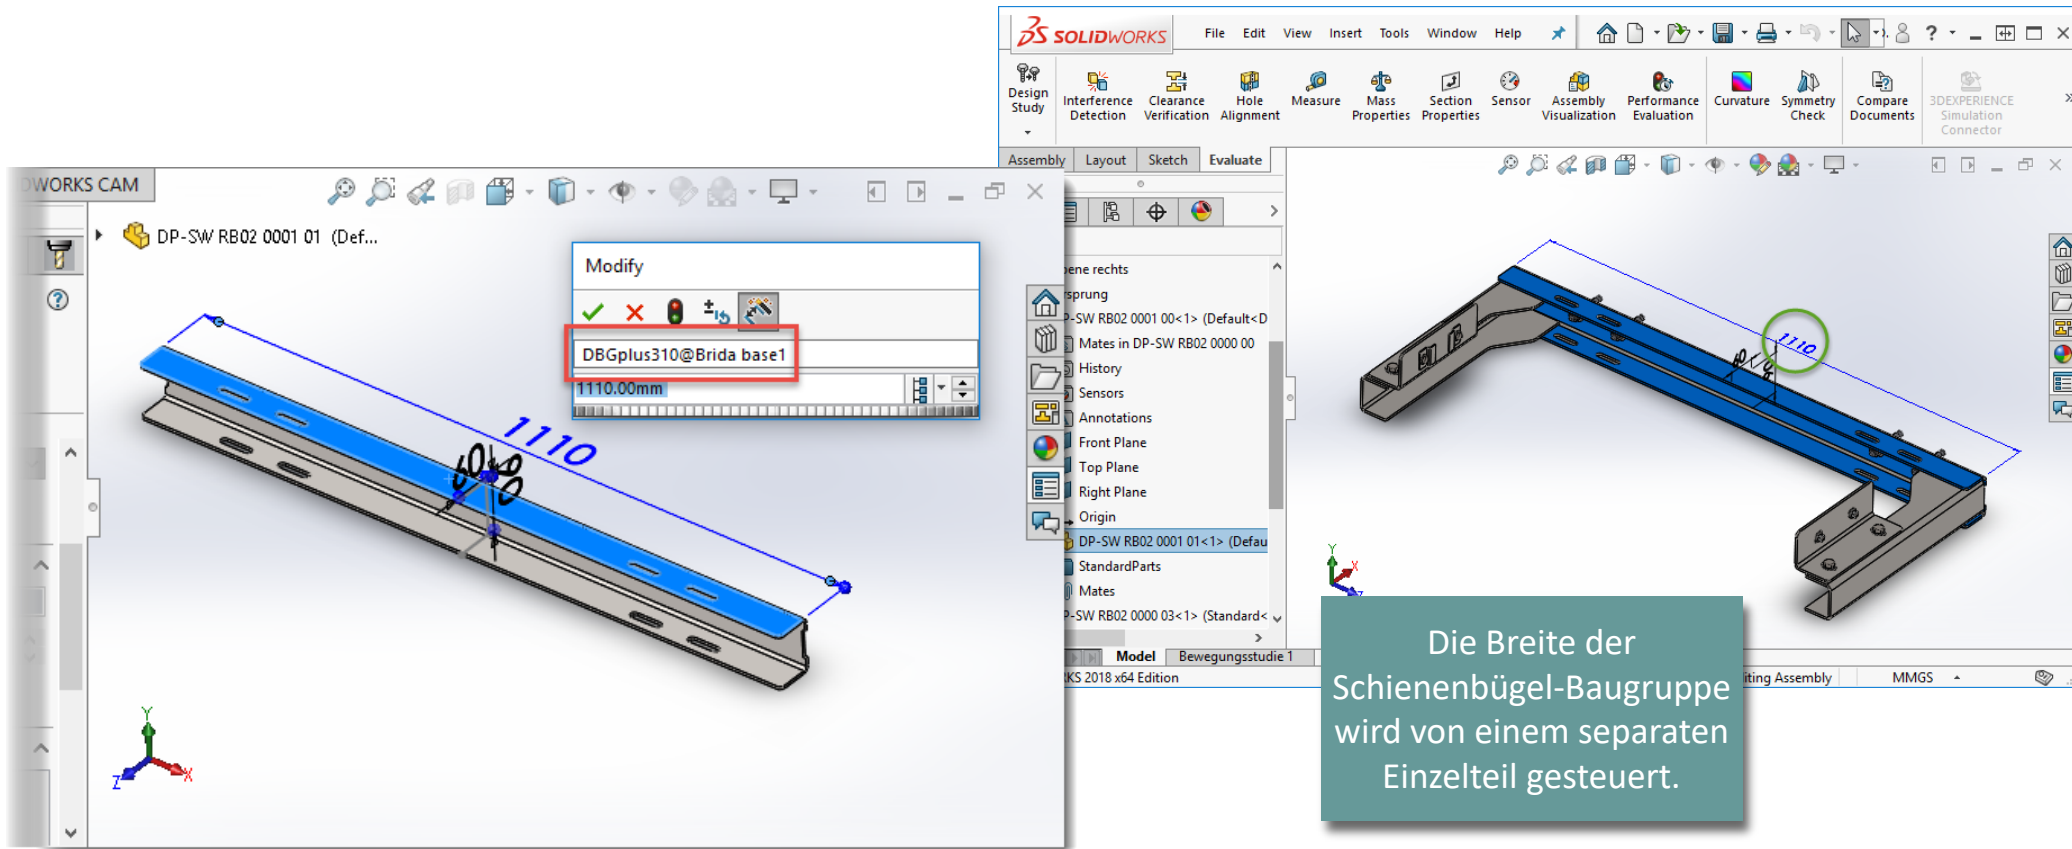 SOLIDWORKS
File Edit View Insert Tools Window Help
Design Study
Interference Detection
Clearance Verification
Hole Alignment
Measure
Mass Properties
Section Properties
Sensor
Assembly Visualization
Performance Evaluation
Curvature
Symmetry Check
Compare Documents
3DEXPERIENCE Simulation Connector
Assembly Layout Sketch Evaluate
DWORKS CAM
DP-SW RB02 0001 01 (Def...
Modify
DBGplus310@Brida base1
1110.00mm
1110
60
Y
X
Z
ene rechts
sprung
P-SW RB02 0001 00<1> (Default<D
Mates in DP-SW RB02 0000 00
History
Sensors
Annotations
Front Plane
Top Plane
Right Plane
Origin
DP-SW RB02 0001 01<1> (Defau
StandardParts
Mates
P-SW RB02 0000 03<1> (Standard<
Model Bewegungsstudie 1
KS 2018 x64 Edition
1110
Y
X
Z
iting Assembly MMGS
Die Breite der
Schienenbügel-Baugruppe
wird von einem separaten
Einzelteil gesteuert.